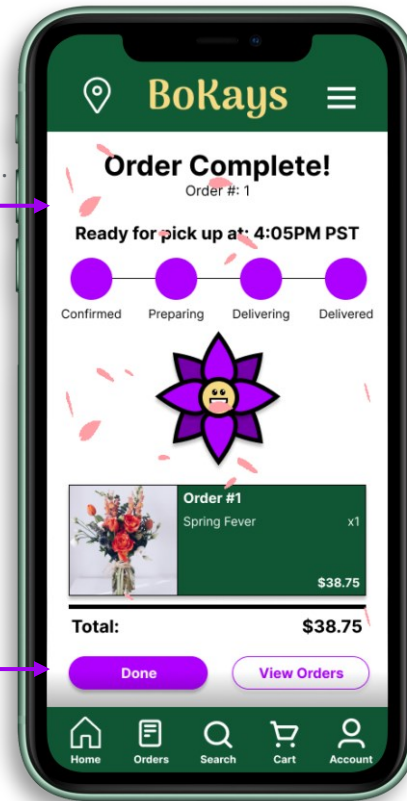 BoKays
Order Complete!
Order #: 1
Ready for pick up at: 4:05PM PST
Confirmed Preparing Delivering Delivered
Order #1
Spring Fever x1
$38.75
Total: $38.75
Done View Orders
Home Orders Search Cart Account